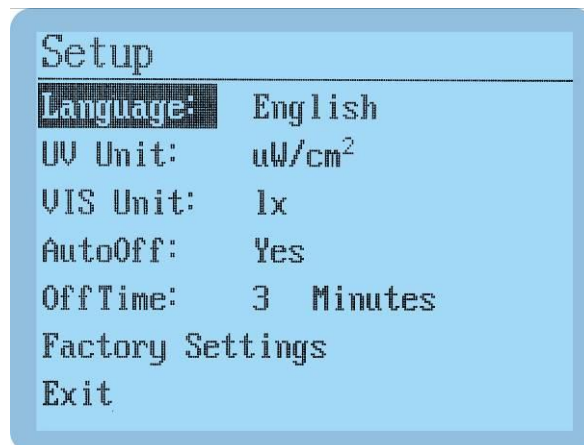 Setup
Language: English
UV Unit: uW/cm²
VIS Unit: lx
AutoOff: Yes
OffTime: 3 Minutes
Factory Settings
Exit